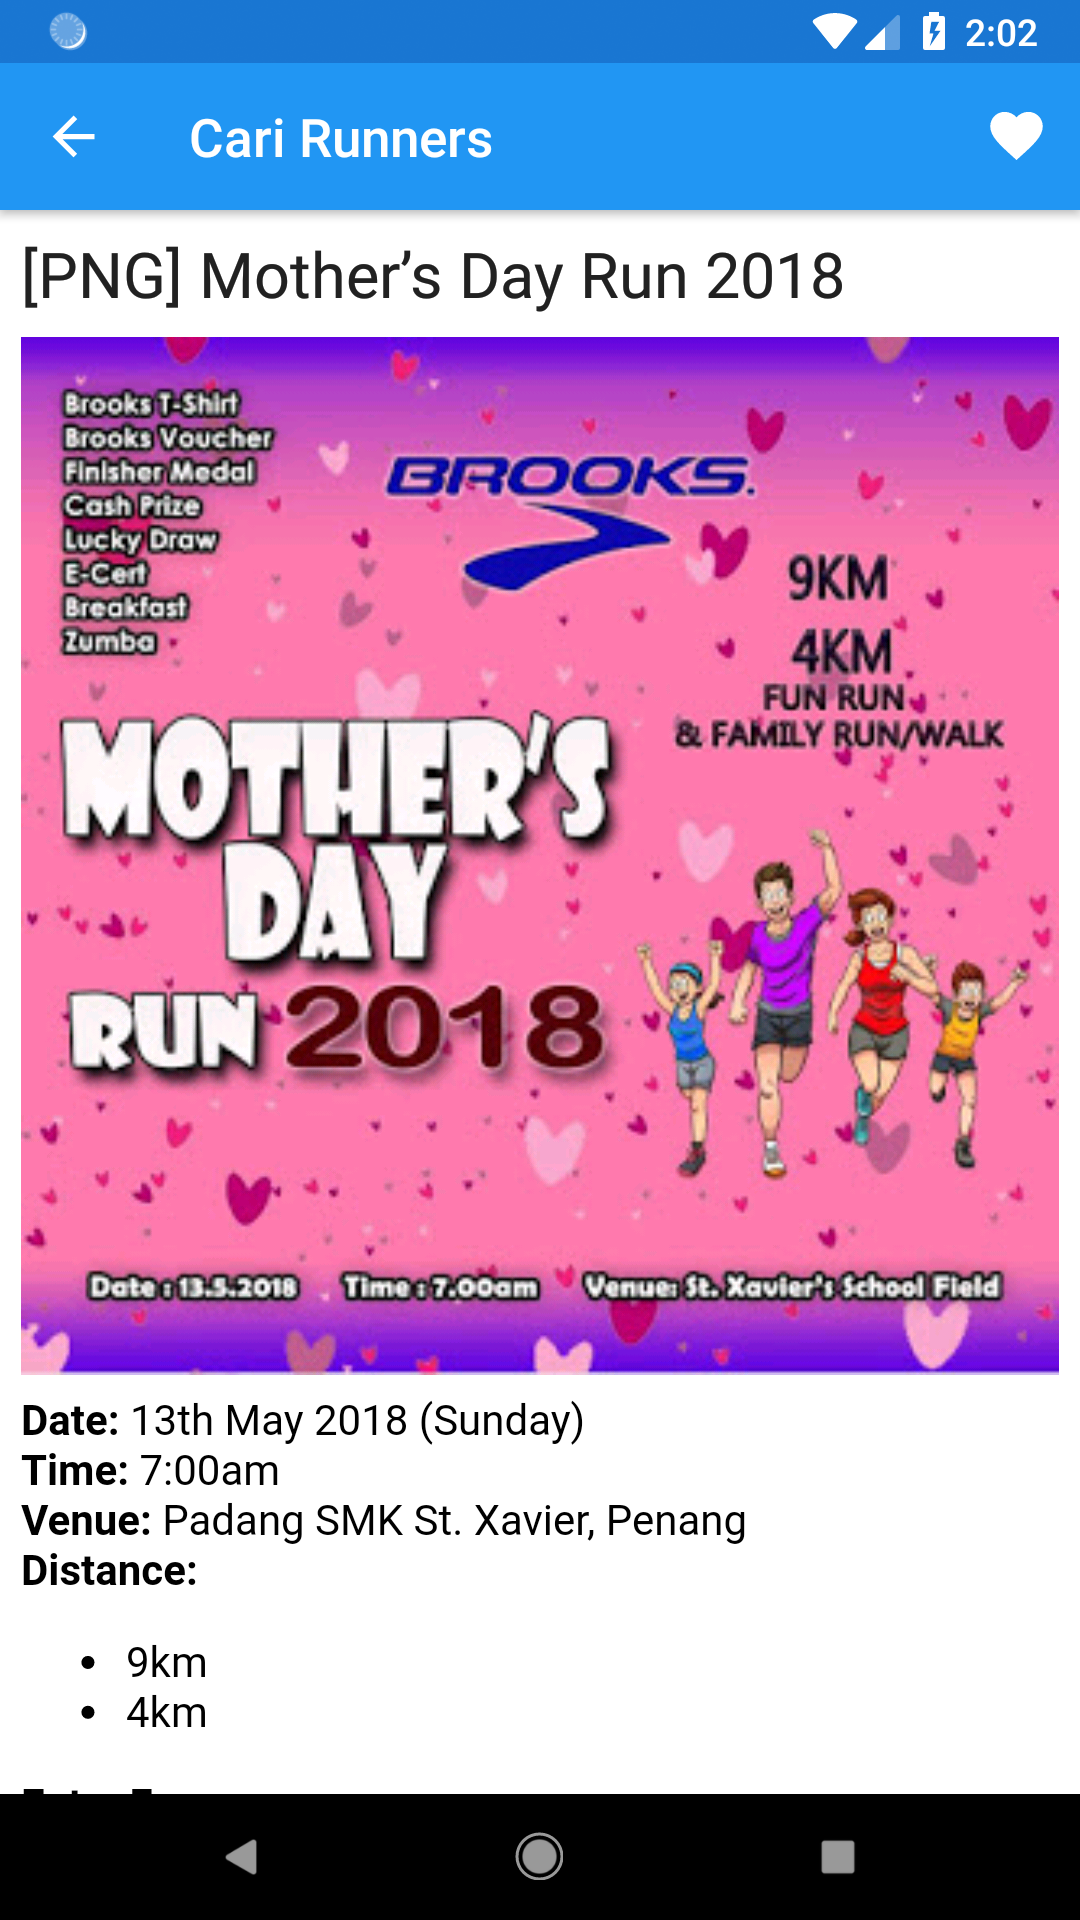 2:02
Cari Runners
[PNG] Mother’s Day Run 2018
Brooks T-Shirt
Brooks Voucher
Finisher Medal
Cash Prize
Lucky Draw
E-Cert
Breakfast
Zumba
BROOKS.
9KM
4KM
FUN RUN
& FAMILY RUN/WALK
MOTHER'S
DAY
RUN 2018
Date : 13.5.2018 Time : 7.00am Venue: St. Xavier's School Field
Date: 13th May 2018 (Sunday)
Time: 7:00am
Venue: Padang SMK St. Xavier, Penang
Distance:
• 9km
• 4km